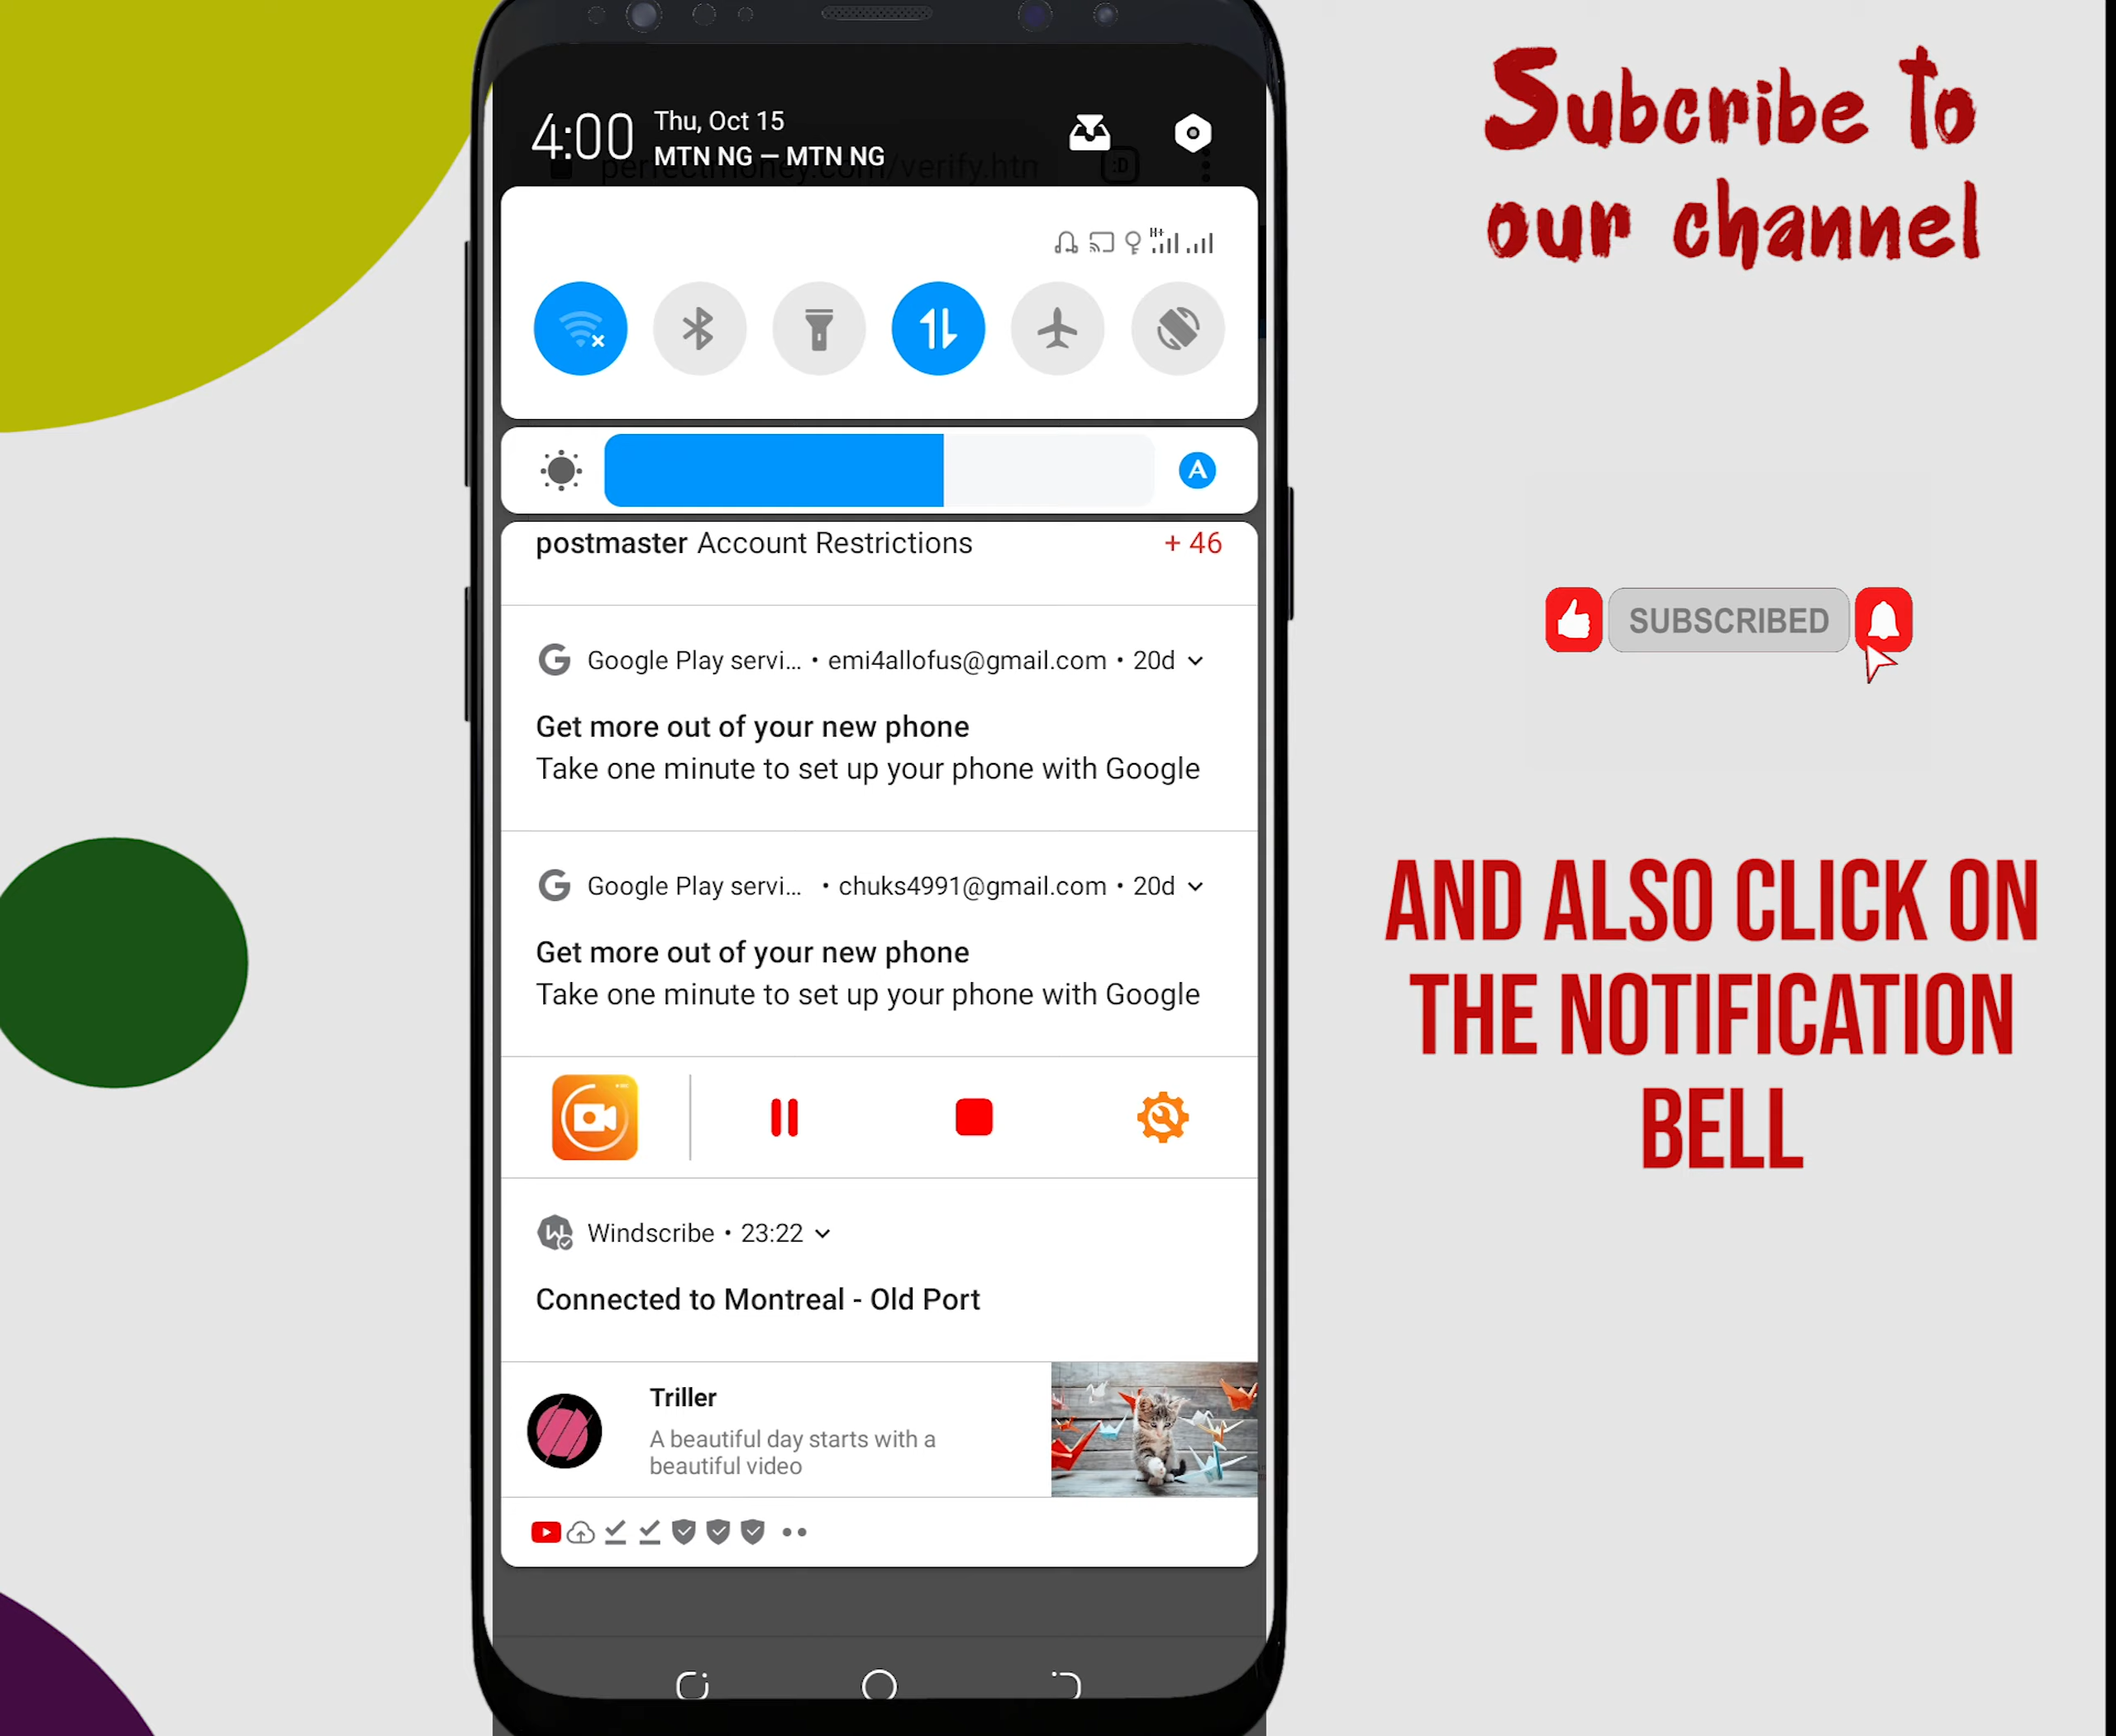 4:00
Thu, Oct 15
MTN NG — MTN NG
perfectmoney.com/verify.htn
:D
H+
A
postmaster Account Restrictions + 46
Google Play servi... • emi4allofus@gmail.com • 20d
Get more out of your new phone
Take one minute to set up your phone with Google
Google Play servi... • chuks4991@gmail.com • 20d
Get more out of your new phone
Take one minute to set up your phone with Google
Windscribe • 23:22
Connected to Montreal - Old Port
Triller
A beautiful day starts with a
beautiful video
Subcribe to
our channel
SUBSCRIBED
AND ALSO CLICK ON
THE NOTIFICATION
BELL